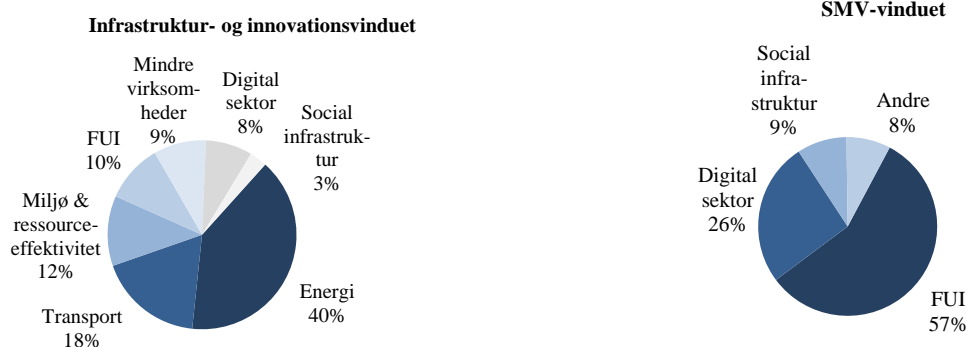 Infrastruktur- og innovationsvinduet
Mindre
virksom-
heder
9%
Digital
sektor
8%
Social
infrastruk-
tur
3%
FUI
10%
Miljø &
ressource-
effektivitet
12%
Transport
18%
Energi
40%
SMV-vinduet
Social
infra-
struktur
9%
Andre
8%
Digital
sektor
26%
FUI
57%